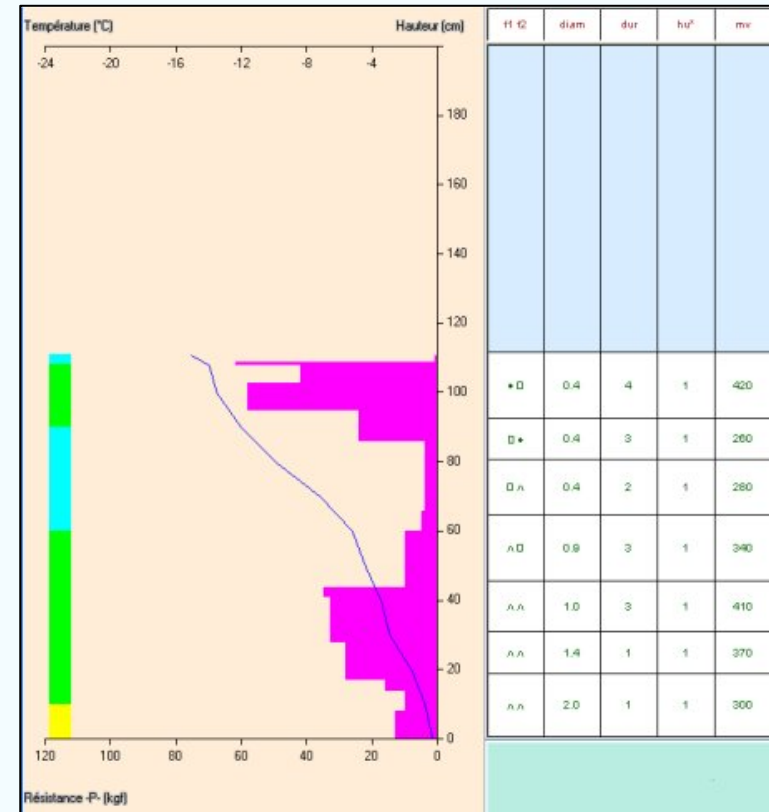 Température (°C) Hauteur (cm) f1 f2 diam dur hu° mv
-24 -20 -16 -12 -8 -4
180
160
140
120
100 0.4 4 1 420
0.4 3 1 260
80 0.4 2 1 280
60 0.9 3 1 340
40 1.0 3 1 410
20 1.4 1 1 370
0 2.0 1 1 300
120 100 80 60 40 20 0
Résistance -P- (kgf)